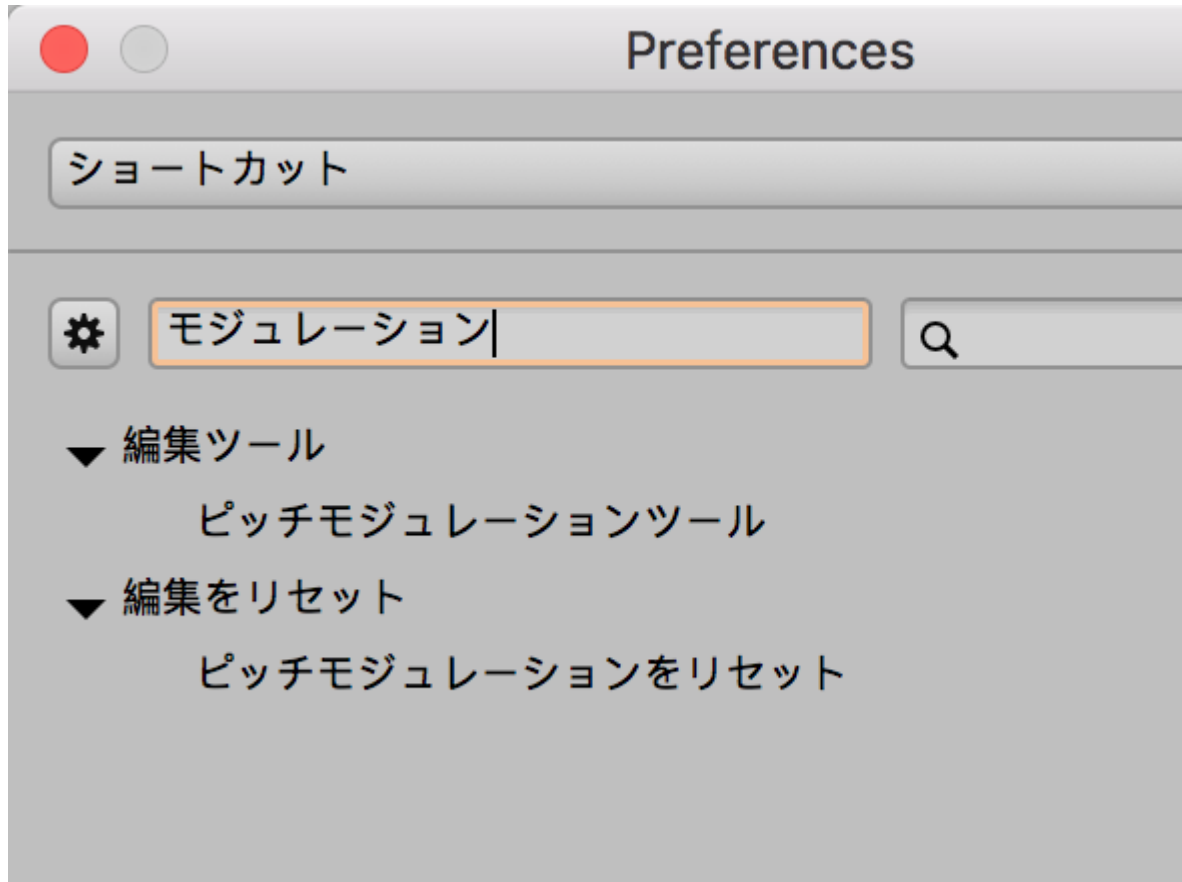 Preferences
ショートカット
モジュレーション
編集ツール
ピッチモジュレーションツール
編集をリセット
ピッチモジュレーションをリセット